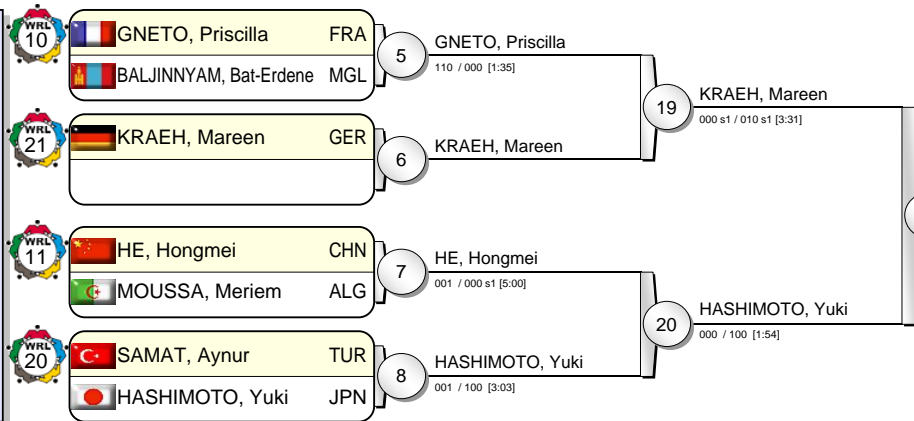 WRL
10
GNETO, Priscilla FRA
BALJINNYAM, Bat-Erdene MGL
5
GNETO, Priscilla
110 / 000 [1:35]
WRL
21
KRAEH, Mareen GER
6
KRAEH, Mareen
19
KRAEH, Mareen
000 s1 / 010 s1 [3:31]
WRL
11
HE, Hongmei CHN
MOUSSA, Meriem ALG
7
HE, Hongmei
001 / 000 s1 [5:00]
WRL
20
SAMAT, Aynur TUR
HASHIMOTO, Yuki JPN
8
HASHIMOTO, Yuki
001 / 100 [3:03]
20
HASHIMOTO, Yuki
000 / 100 [1:54]